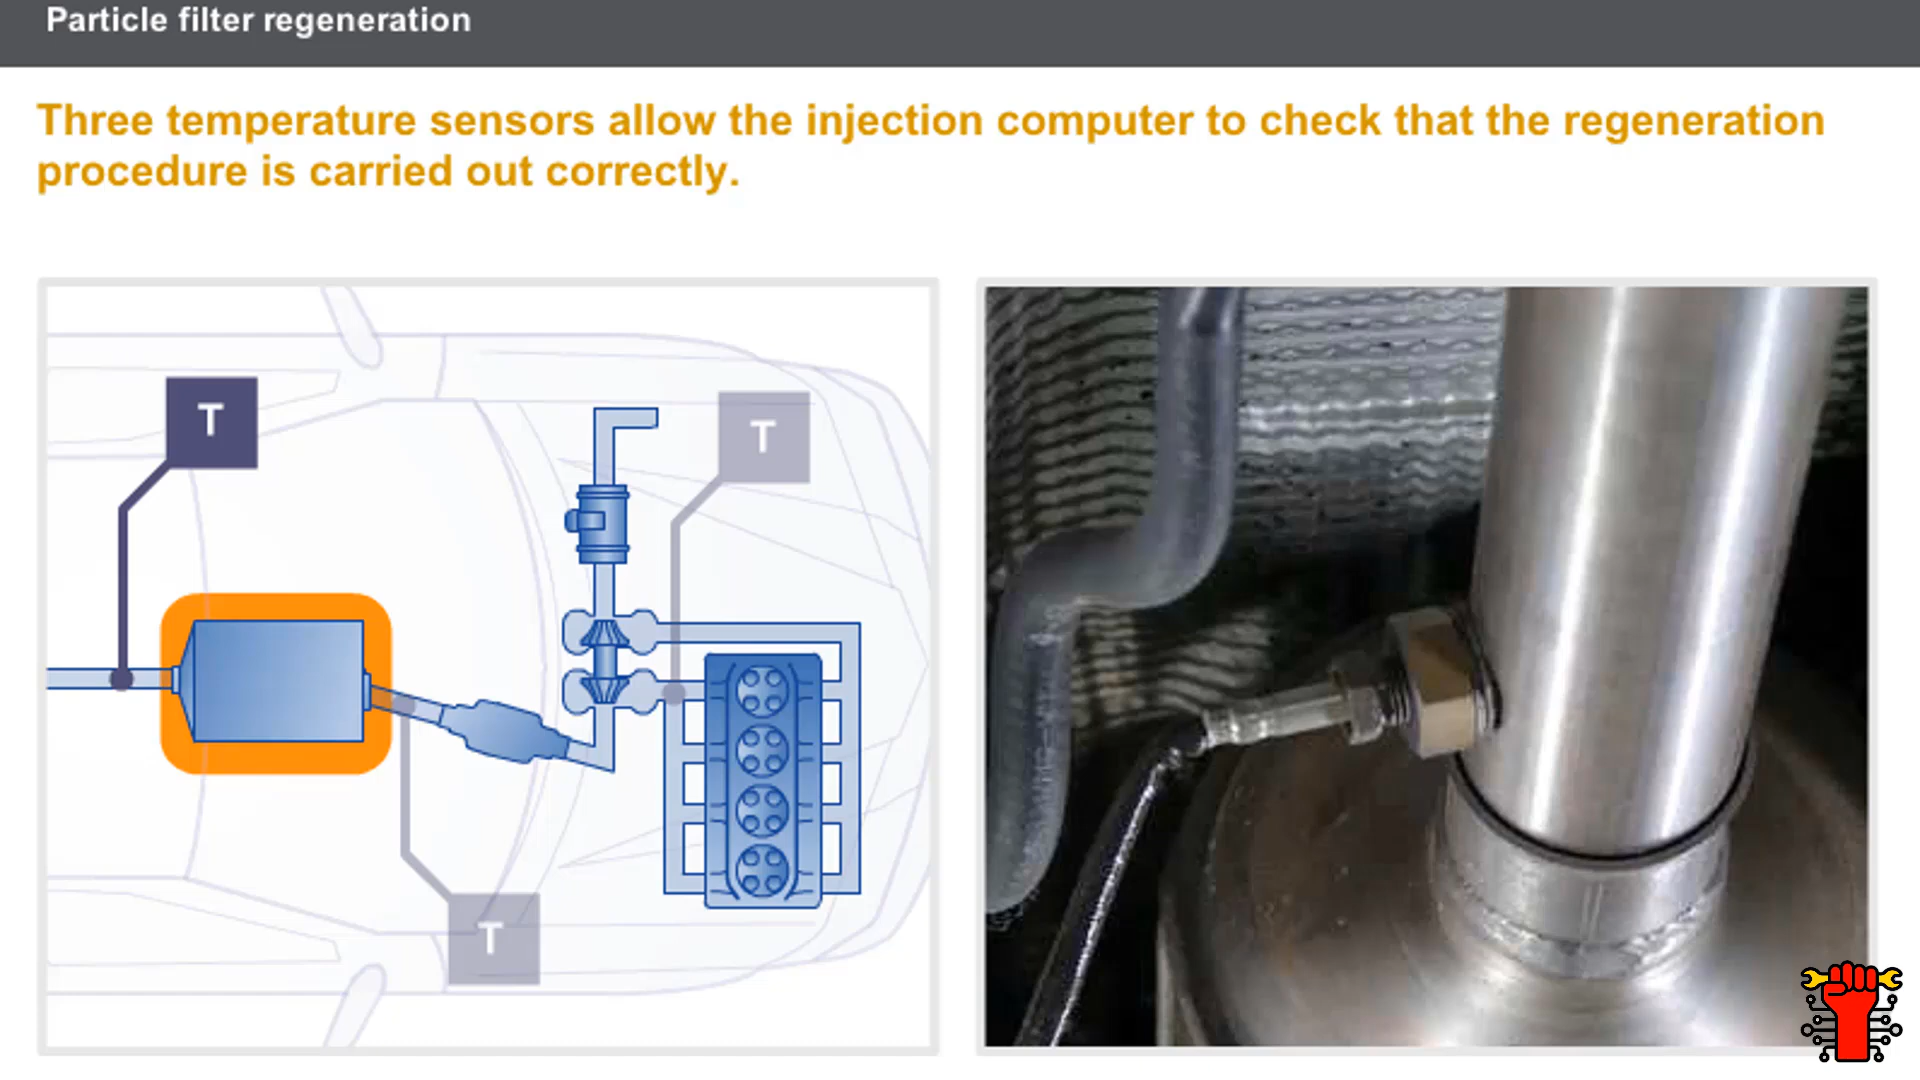 Particle filter regeneration
Three temperature sensors allow the injection computer to check that the regeneration
procedure is carried out correctly.
T
T
T